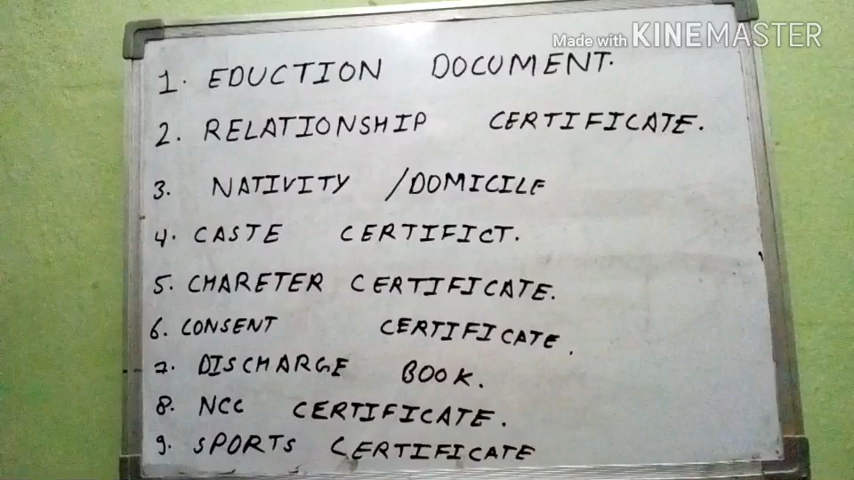 Made with KINEMASTER
1. EDUCTION DOCUMENT.
2. RELATIONSHIP CERTIFICATE.
3. NATIVITY /DOMICILE
4. CASTE CERTIFICT.
5. CHARETER CERTIFICATE.
6. CONSENT CERTIFICATE.
7. DISCHARGE BOOK.
8. NCC CERTIFICATE.
9. SPORTS CERTIFICATE